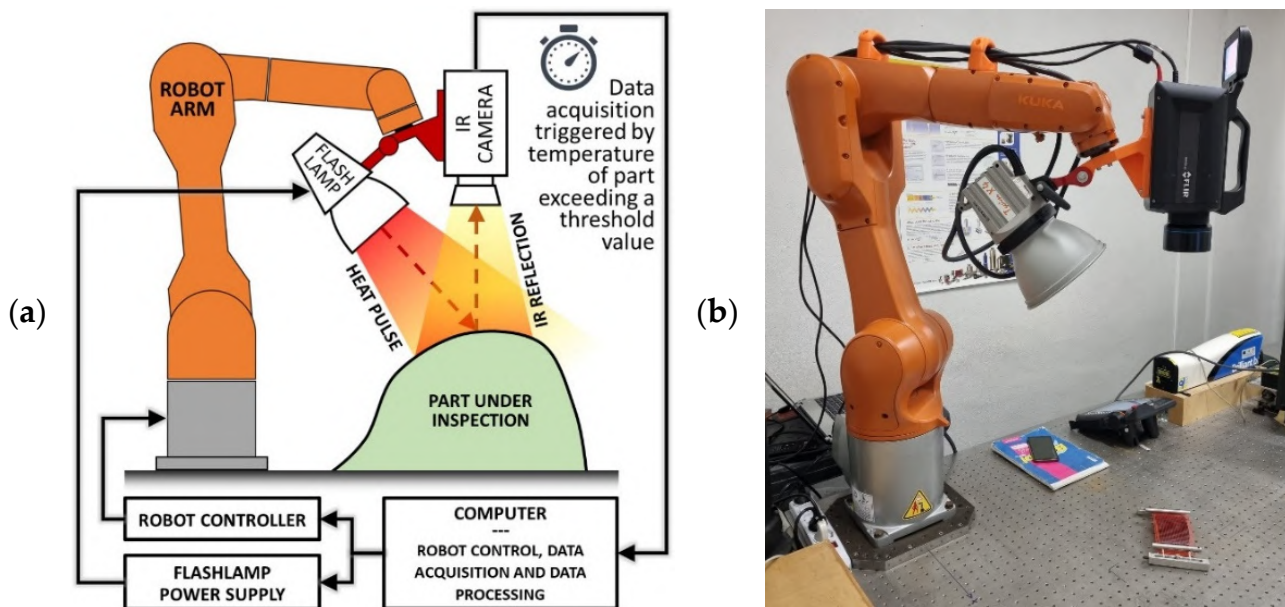 (a)
ROBOT
ARM
FLASH
LAMP
IR
CAMERA
Data
acquisition
triggered by
temperature
of part
exceeding a
threshold
value
HEAT PULSE
IR REFLECTION
PART UNDER
INSPECTION
ROBOT CONTROLLER
FLASHLAMP
POWER SUPPLY
COMPUTER
---
ROBOT CONTROL, DATA
ACQUISITION AND DATA
PROCESSING
(b)
KUKA
FLIR